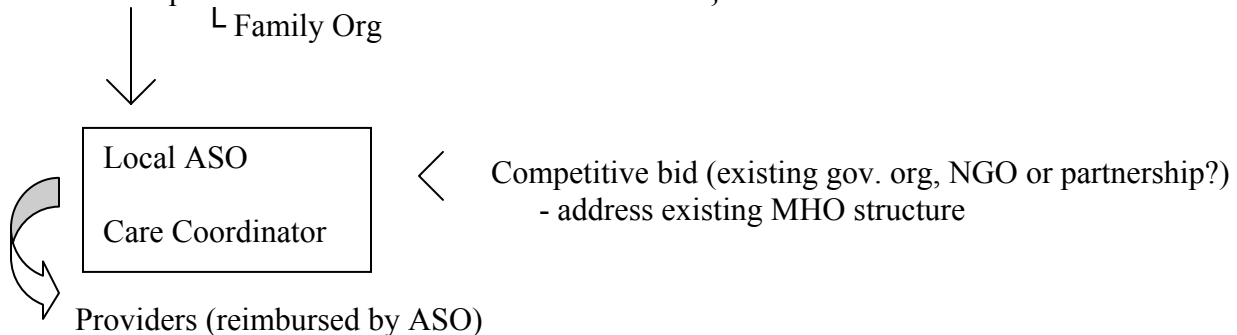 └ Family Org
Local ASO
Competitive bid (existing gov. org, NGO or partnership?)
- address existing MHO structure
Care Coordinator
Providers (reimbursed by ASO)